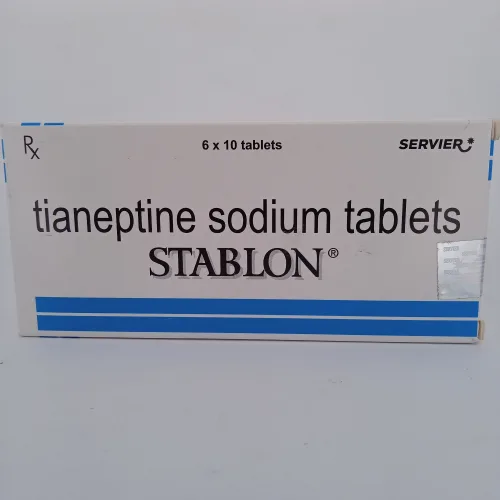 Rx
6 x 10 tablets
SERVIER
tianeptine sodium tablets
STABLON®